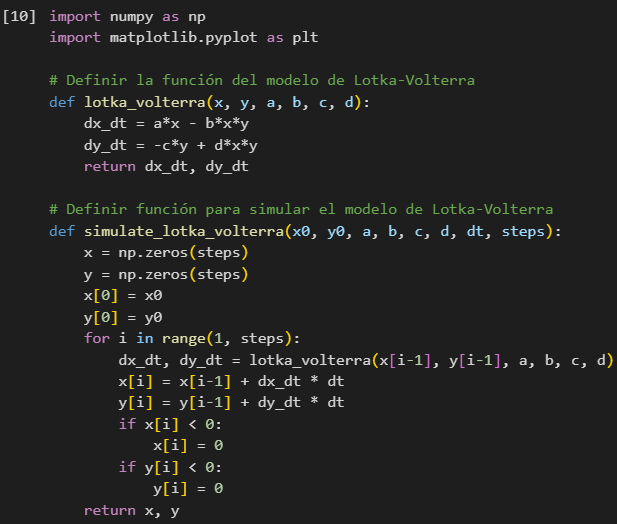 [10] import numpy as np
import matplotlib.pyplot as plt
# Definir la función del modelo de Lotka-Volterra
def lotka_volterra(x, y, a, b, c, d):
    dx_dt = a*x - b*x*y
    dy_dt = -c*y + d*x*y
    return dx_dt, dy_dt
# Definir función para simular el modelo de Lotka-Volterra
def simulate_lotka_volterra(x0, y0, a, b, c, d, dt, steps):
    x = np.zeros(steps)
    y = np.zeros(steps)
    x[0] = x0
    y[0] = y0
    for i in range(1, steps):
        dx_dt, dy_dt = lotka_volterra(x[i-1], y[i-1], a, b, c, d)
        x[i] = x[i-1] + dx_dt * dt
        y[i] = y[i-1] + dy_dt * dt
        if x[i] < 0:
            x[i] = 0
        if y[i] < 0:
            y[i] = 0
    return x, y